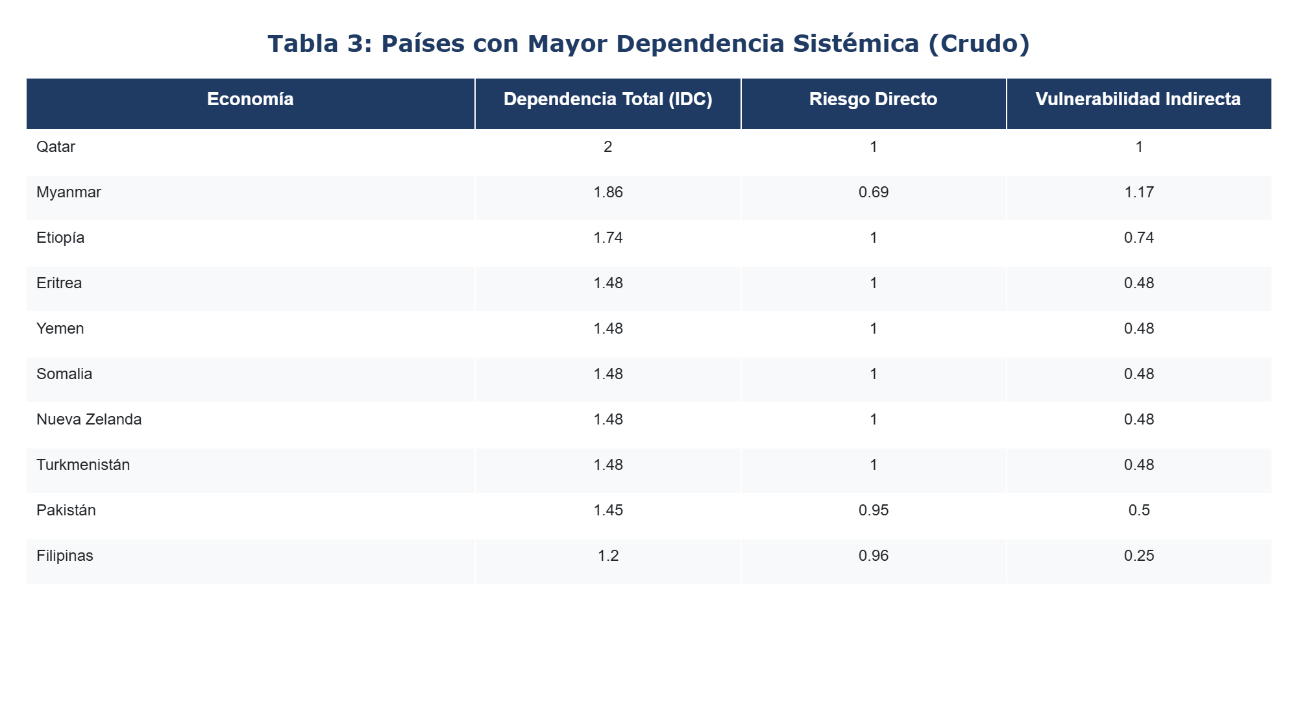 Tabla 3: Países con Mayor Dependencia Sistémica (Crudo)
Economía Dependencia Total (IDC) Riesgo Directo Vulnerabilidad Indirecta
Qatar 2 1 1
Myanmar 1.86 0.69 1.17
Etiopía 1.74 1 0.74
Eritrea 1.48 1 0.48
Yemen 1.48 1 0.48
Somalia 1.48 1 0.48
Nueva Zelanda 1.48 1 0.48
Turkmenistán 1.48 1 0.48
Pakistán 1.45 0.95 0.5
Filipinas 1.2 0.96 0.25